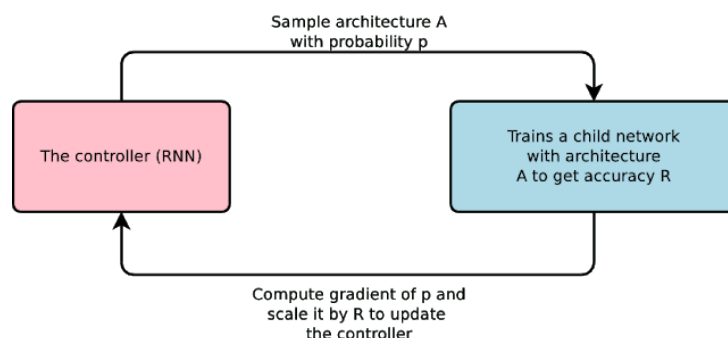 Sample architecture A
with probability p
The controller (RNN)
Trains a child network
with architecture
A to get accuracy R
Compute gradient of p and
scale it by R to update
the controller